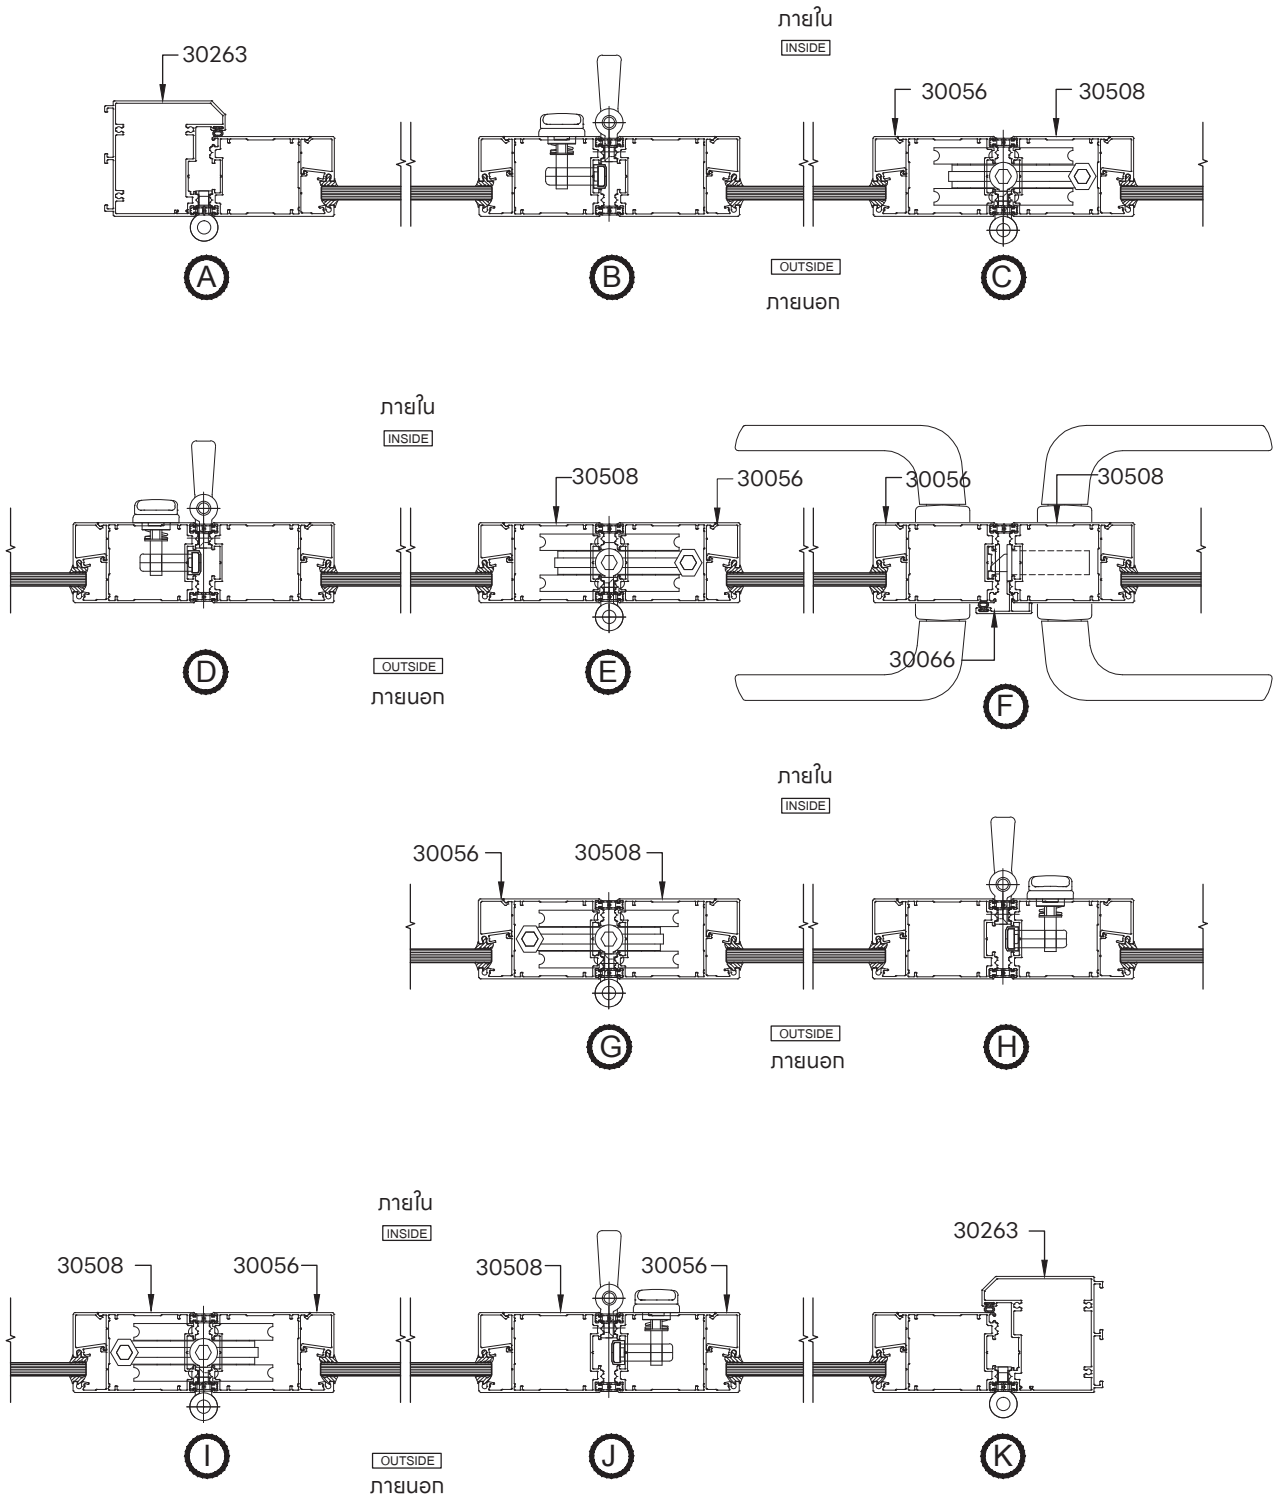 ภายใน
INSIDE
30263
30056
30508
A
B
C
OUTSIDE
ภายนอก
ภายใน
INSIDE
30508
30056
30056
30508
30066
D
E
F
OUTSIDE
ภายนอก
ภายใน
INSIDE
30056
30508
G
H
OUTSIDE
ภายนอก
ภายใน
INSIDE
30508
30056
30508
30056
30263
I
J
K
OUTSIDE
ภายนอก